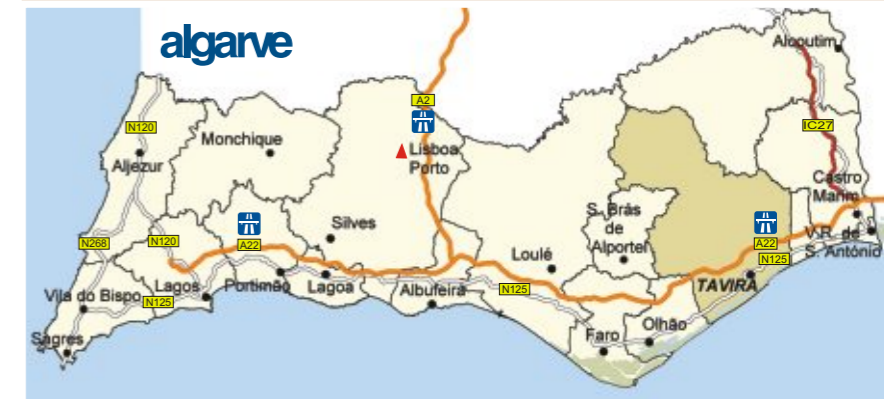 algarve
Alcoutim
A2
N120
IC27
Monchique
Lisboa
Porto
Aljezur
Castro
Marim
S. Brás
de
Alportel
Silves
N268
N120
A22
A22
V.R. de
S. António
Loulé
N125
TAVIRA
Vila do Bispo
N125
Lagos
Portimão
Lagoa
Albufeira
N125
Sagres
Faro
Olhão